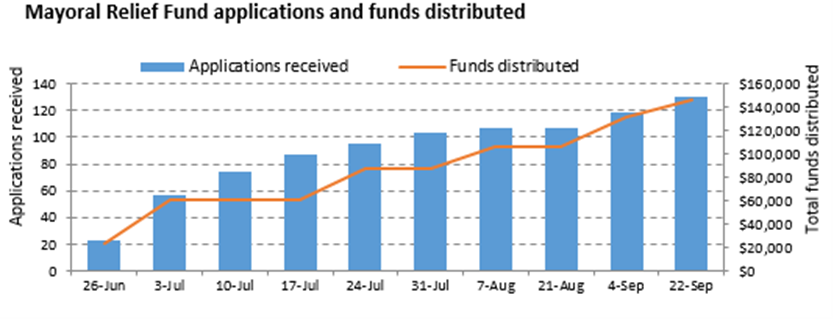 Mayoral Relief Fund applications and funds distributed
Applications received
Funds distributed
Applications received
140
120
100
80
60
40
20
0
$160,000
$140,000
$120,000
$100,000
$80,000
$60,000
$40,000
$20,000
$0
Total funds distributed
26-Jun 3-Jul 10-Jul 17-Jul 24-Jul 31-Jul 7-Aug 21-Aug 4-Sep 22-Sep